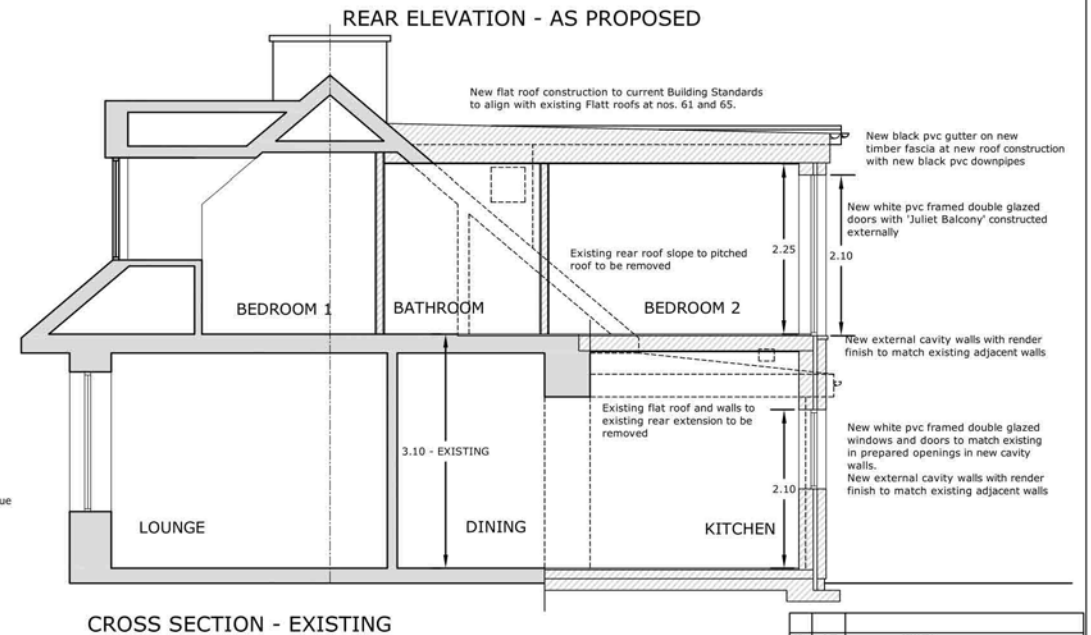 REAR ELEVATION - AS PROPOSED
New flat roof construction to current Building Standards
to align with existing Flatt roofs at nos. 61 and 65.
New black pvc gutter on new
timber fascia at new roof construction
with new black pvc downpipes
New white pvc framed double glazed
doors with 'Juliet Balcony' constructed
externally
2.25
2.10
Existing rear roof slope to pitched
roof to be removed
BEDROOM 1
BATHROOM
BEDROOM 2
New external cavity walls with render
finish to match existing adjacent walls
Existing flat roof and walls to
existing rear extension to be
removed
New white pvc framed double glazed
windows and doors to match existing
in prepared openings in new cavity
walls.
New external cavity walls with render
finish to match existing adjacent walls
3.10 - EXISTING
2.10
ue
LOUNGE
DINING
KITCHEN
CROSS SECTION - EXISTING